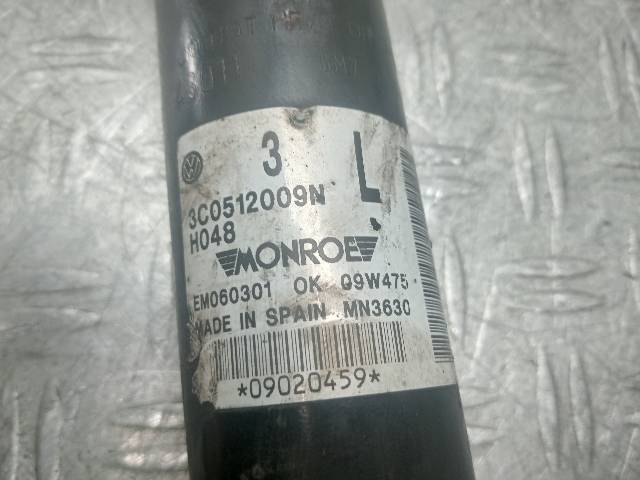 3 L
3C0512009N
H048
MONROE
EM060301 OK 09W475
MADE IN SPAIN MN3630
*09020459*